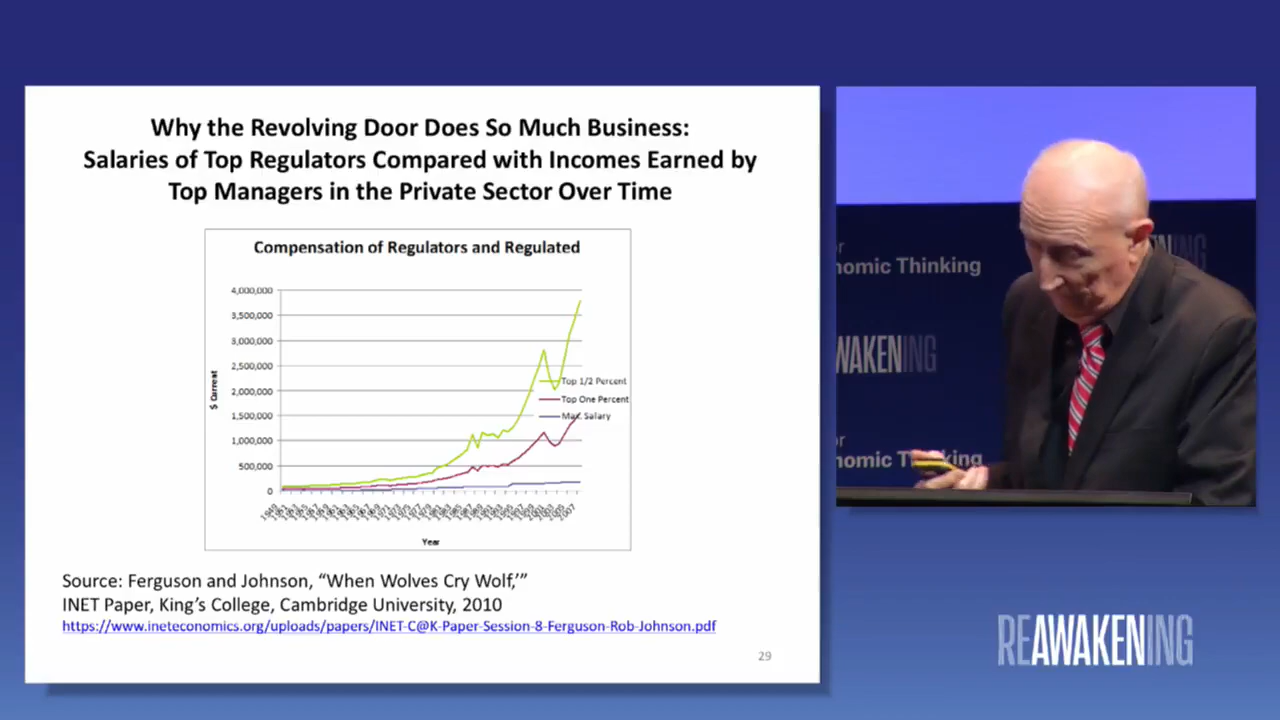 Why the Revolving Door Does So Much Business:
Salaries of Top Regulators Compared with Incomes Earned by
Top Managers in the Private Sector Over Time
Compensation of Regulators and Regulated
4,000,000
3,500,000
3,000,000
2,500,000
2,000,000
1,500,000
1,000,000
500,000
0
$ Current
Top 1/2 Percent
Top One Percent
Max. Salary
Year
Source: Ferguson and Johnson, “When Wolves Cry Wolf,’”
INET Paper, King’s College, Cambridge University, 2010
https://www.ineteconomics.org/uploads/papers/INET-C@K-Paper-Session-8-Ferguson-Rob-Johnson.pdf
29
nomic Thinking
WAKENING
nomic Thinking
REAWAKENING